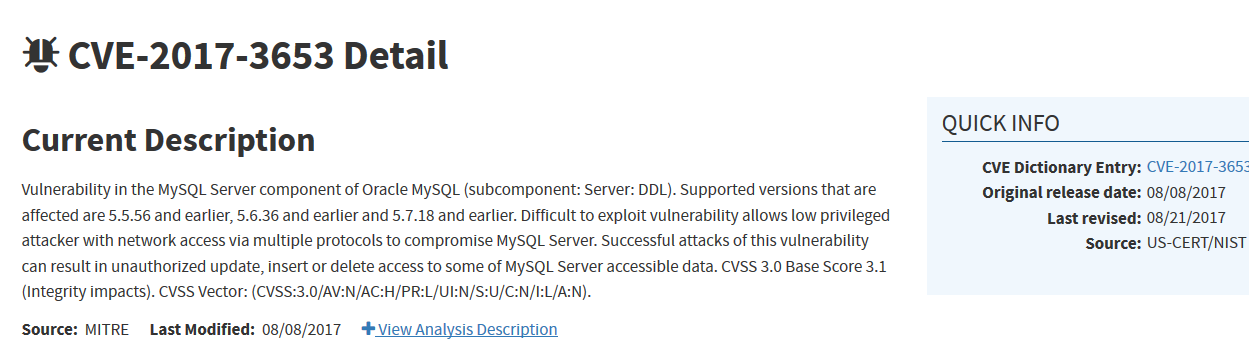 CVE-2017-3653 Detail
Current Description
Vulnerability in the MySQL Server component of Oracle MySQL (subcomponent: Server: DDL). Supported versions that are
affected are 5.5.56 and earlier, 5.6.36 and earlier and 5.7.18 and earlier. Difficult to exploit vulnerability allows low privileged
attacker with network access via multiple protocols to compromise MySQL Server. Successful attacks of this vulnerability
can result in unauthorized update, insert or delete access to some of MySQL Server accessible data. CVSS 3.0 Base Score 3.1
(Integrity impacts). CVSS Vector: (CVSS:3.0/AV:N/AC:H/PR:L/UI:N/S:U/C:N/I:L/A:N).
Source: MITRE Last Modified: 08/08/2017 +View Analysis Description
QUICK INFO
CVE Dictionary Entry: CVE-2017-3653
Original release date: 08/08/2017
Last revised: 08/21/2017
Source: US-CERT/NIST